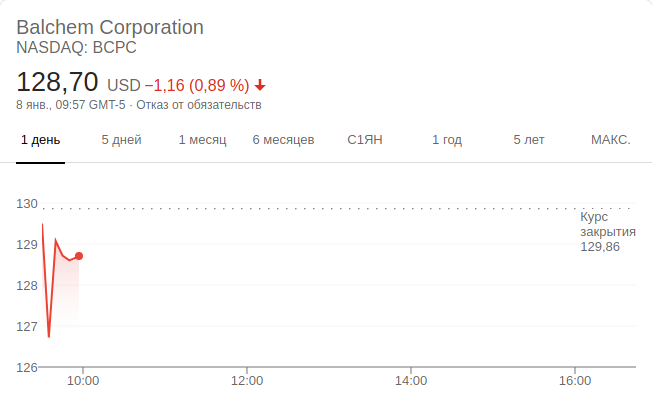 Balchem Corporation
NASDAQ: BCPC
128,70 USD −1,16 (0,89 %)
8 янв., 09:57 GMT-5 · Отказ от обязательств
1 день 5 дней 1 месяц 6 месяцев С1ЯН 1 год 5 лет МАКС.
130
Курс
закрытия
129,86
129
128
127
126
10:00 12:00 14:00 16:00